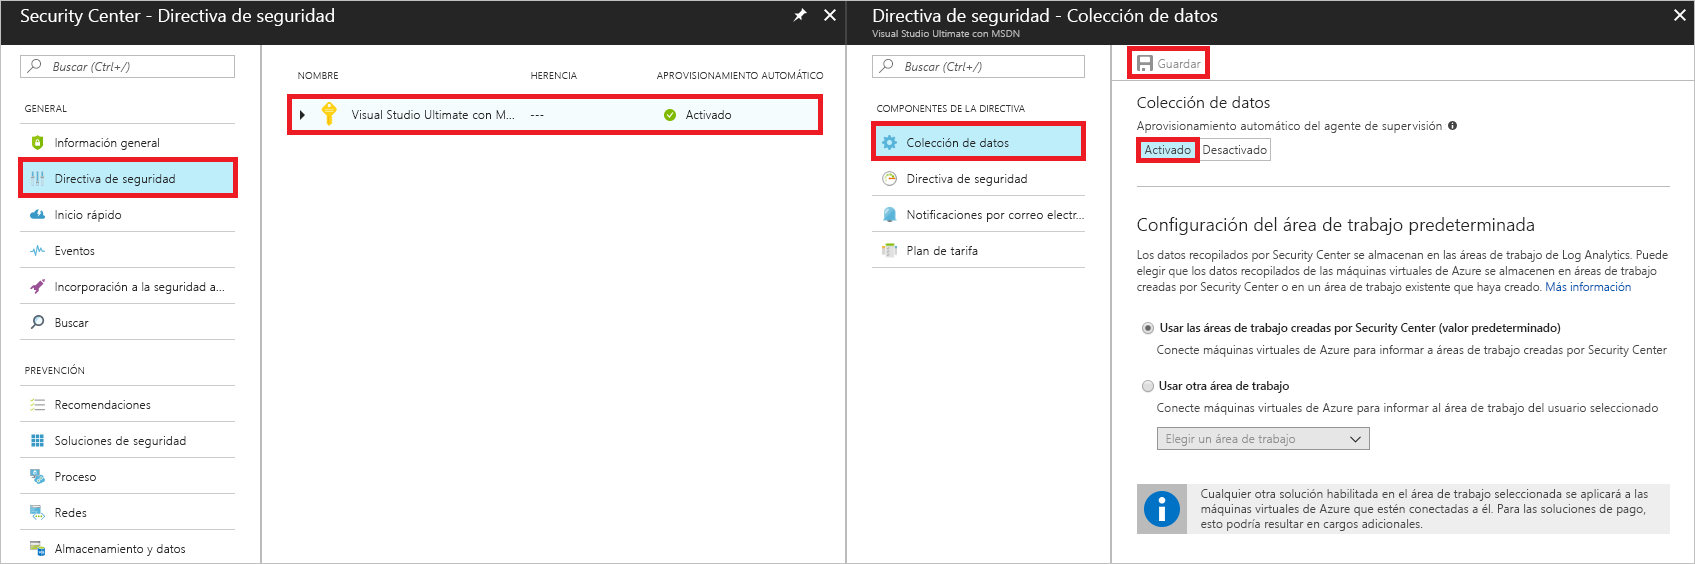 Security Center - Directiva de seguridad
Buscar (Ctrl+/)
GENERAL
Información general
Directiva de seguridad
Inicio rápido
Eventos
Incorporación a la seguridad a...
Buscar
PREVENCIÓN
Recomendaciones
Soluciones de seguridad
Proceso
Redes
Almacenamiento y datos
NOMBRE HERENCIA APROVISIONAMIENTO AUTOMÁTICO
Visual Studio Ultimate con M... --- Activado
Directiva de seguridad - Colección de datos
Visual Studio Ultimate con MSDN
Buscar (Ctrl+/)
COMPONENTES DE LA DIRECTIVA
Colección de datos
Directiva de seguridad
Notificaciones por correo electr...
Plan de tarifa
Guardar
Colección de datos
Aprovisionamiento automático del agente de supervisión
Activado Desactivado
Configuración del área de trabajo predeterminada
Los datos recopilados por Security Center se almacenan en las áreas de trabajo de Log Analytics. Puede
elegir que los datos recopilados de las máquinas virtuales de Azure se almacenen en áreas de trabajo
creadas por Security Center o en un área de trabajo existente que haya creado. Más información
Usar las áreas de trabajo creadas por Security Center (valor predeterminado)
Conecte máquinas virtuales de Azure para informar a áreas de trabajo creadas por Security Center
Usar otra área de trabajo
Conecte máquinas virtuales de Azure para informar al área de trabajo del usuario seleccionado
Elegir un área de trabajo
Cualquier otra solución habilitada en el área de trabajo seleccionada se aplicará a las
máquinas virtuales de Azure que estén conectadas a él. Para las soluciones de pago,
esto podría resultar en cargos adicionales.